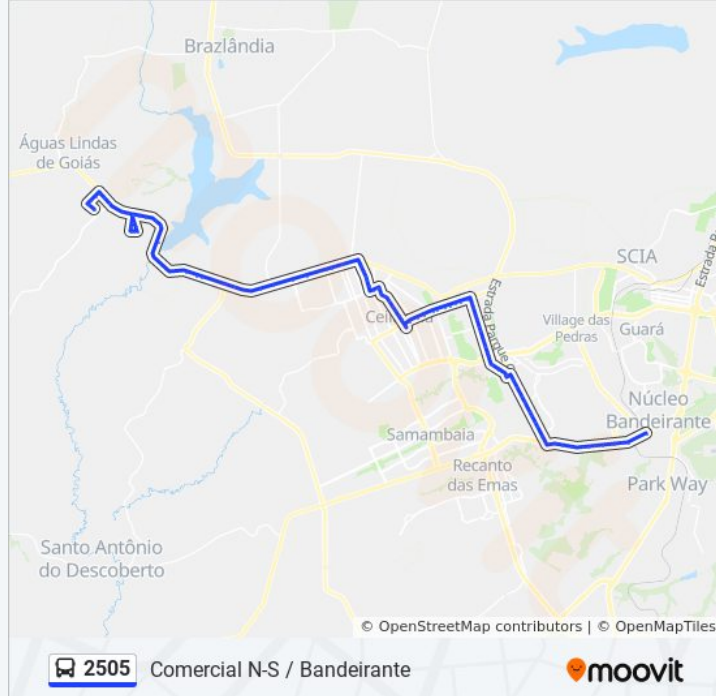 Brazlândia
Águas Lindas
de Goiás
SCIA
Estrada Parque
Village das
Pedras
Guará
Núcleo
Bandeirante
Samambaia
Recanto
das Emas
Park Way
Santo Antônio
do Descoberto
© OpenStreetMap contributors | © OpenMapTiles
2505 Comercial N-S / Bandeirante
moovit